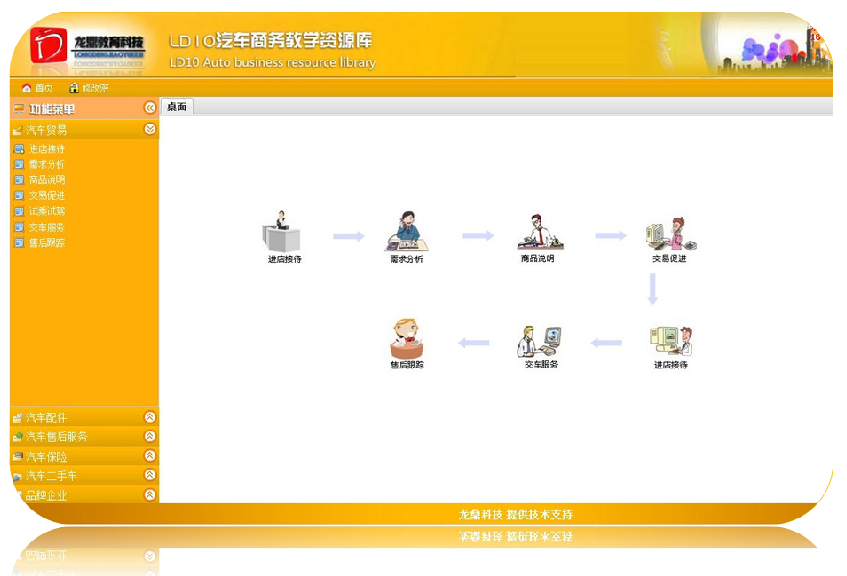 龙鼎教育科技
LONGDINGJIAOYUKEJI
LD10汽车商务教学资源库
LD10 Auto business resource library
首页
功能菜单
桌面
汽车贸易
进店接待
需求分析
商品说明
交易促进
试乘试驾
交车服务
售后跟踪
进店接待
需求分析
商品说明
交易促进
售后跟踪
交车服务
进店接待
汽车配件
汽车售后服务
汽车保险
汽车二手车
品牌企业
龙鼎科技 提供技术支持